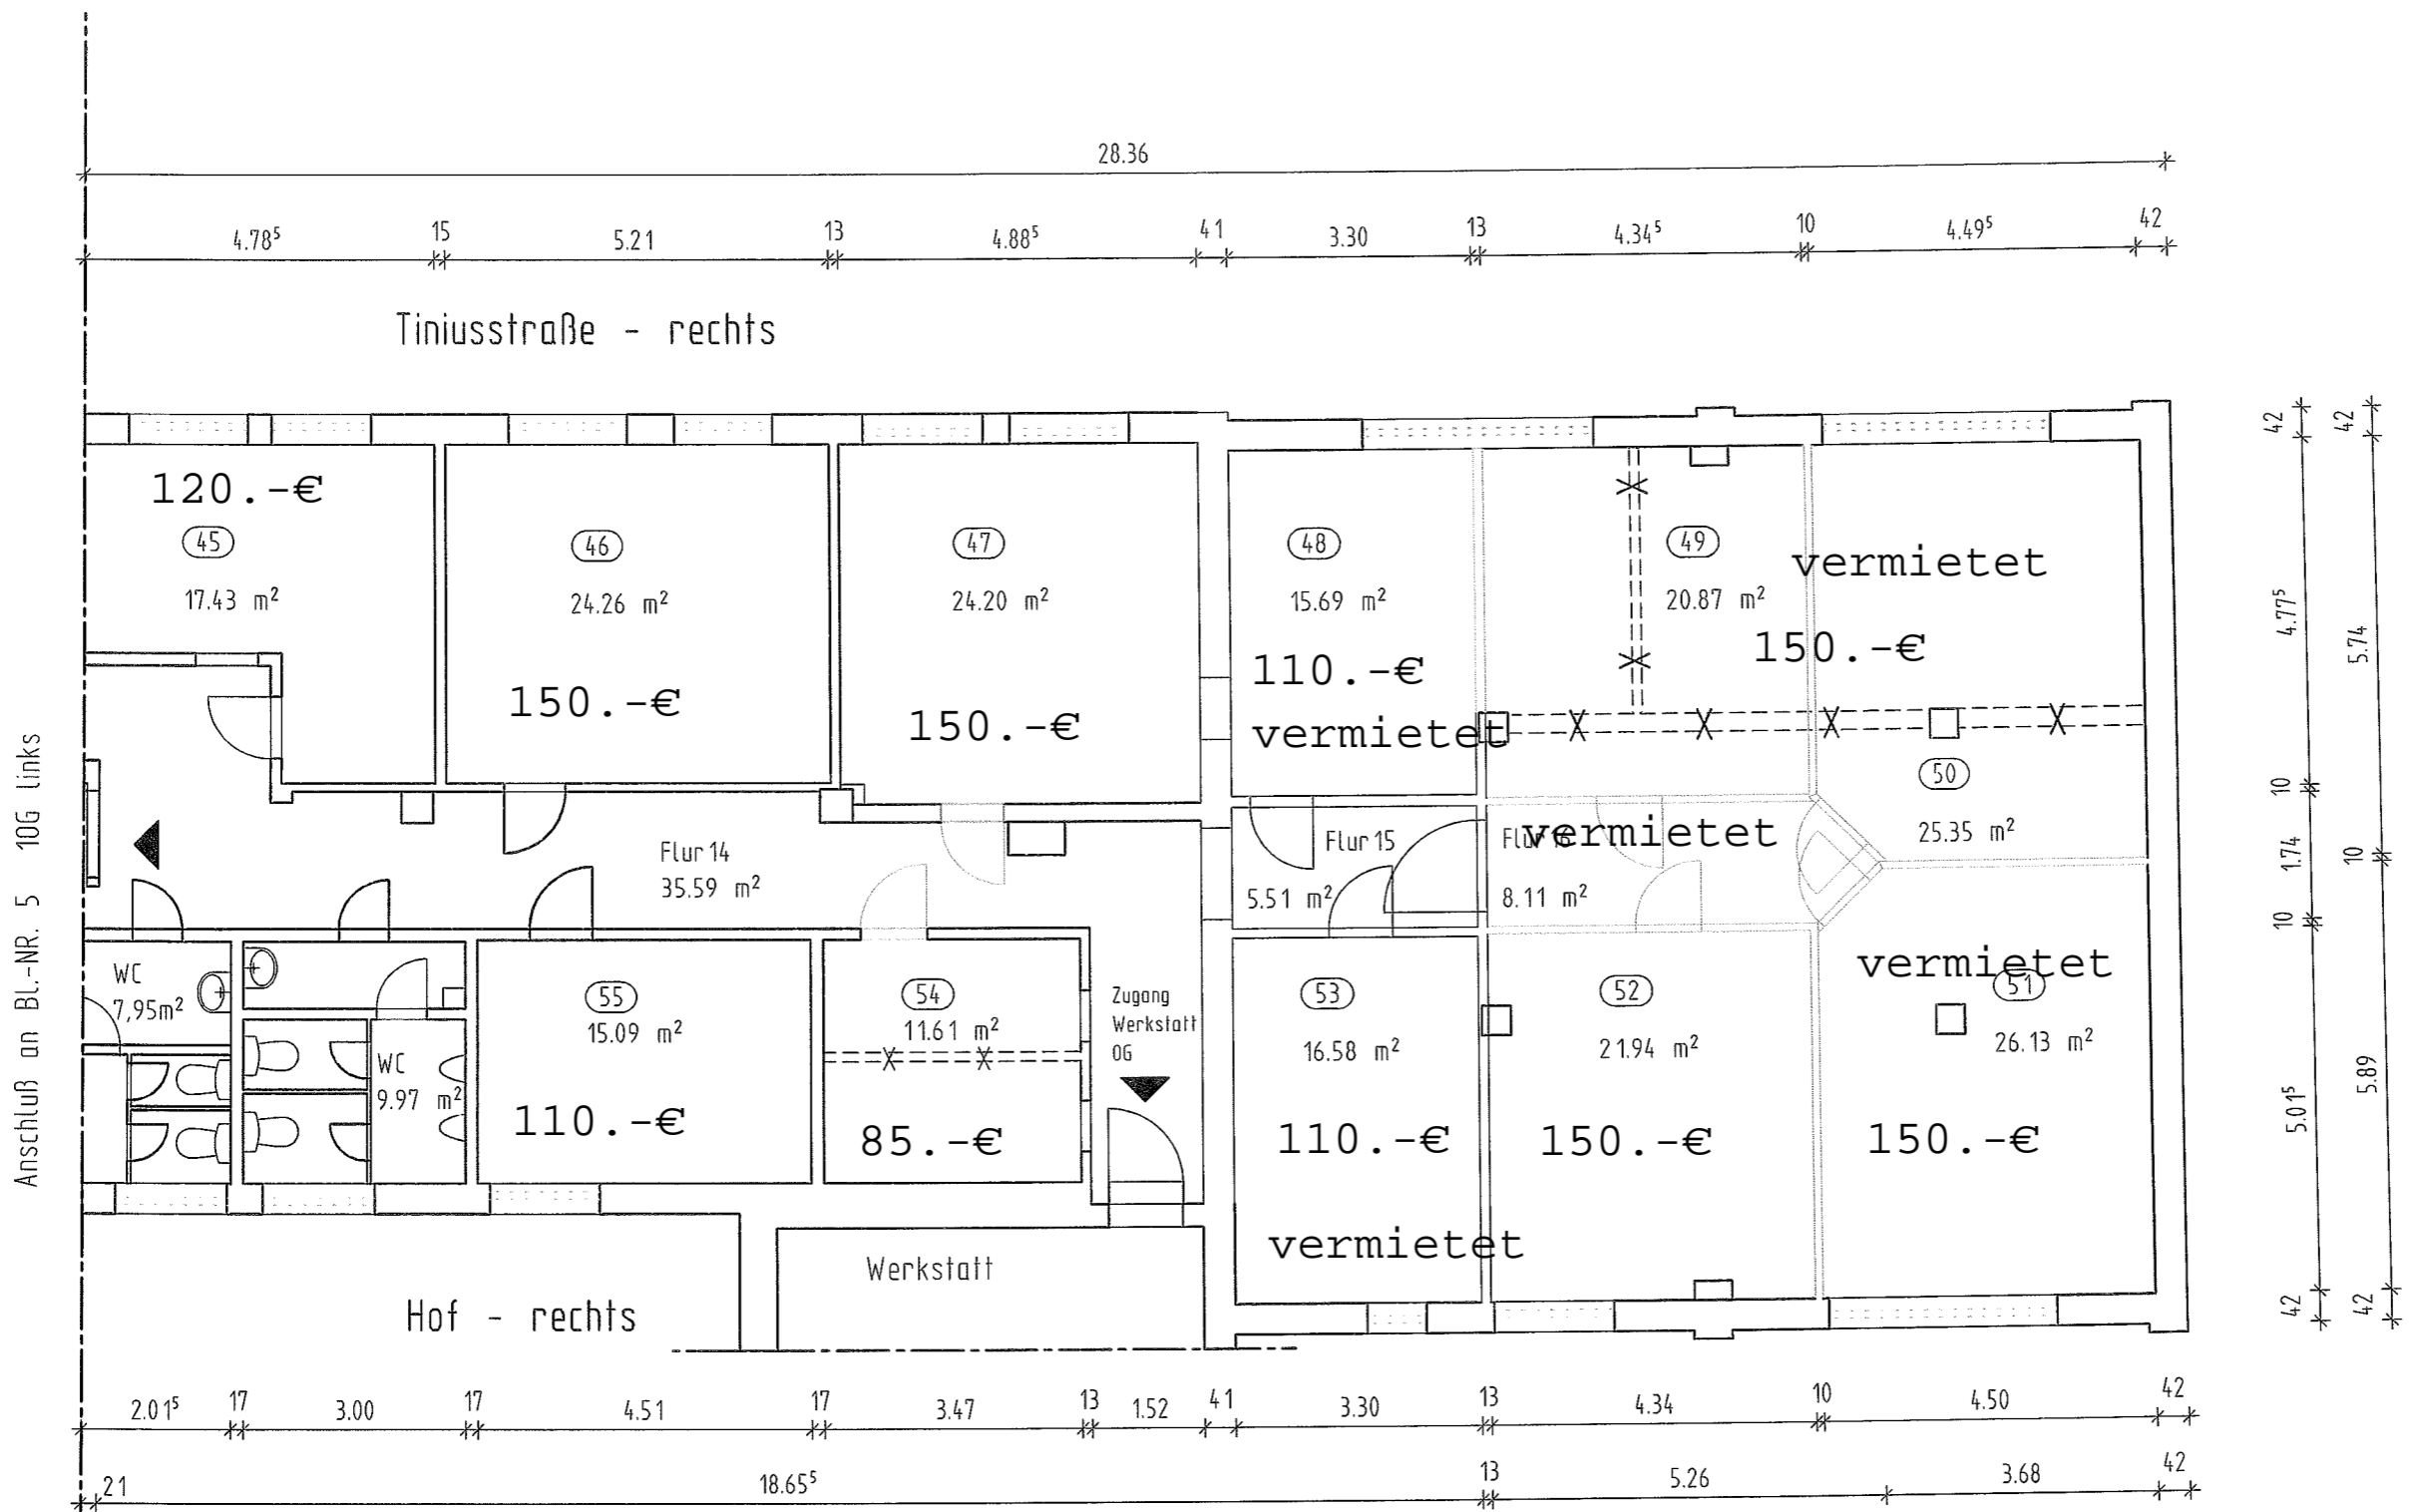 28.36
4.78⁵ 15 5.21 13 4.88⁵ 41 3.30 13 4.34⁵ 10 4.49⁵ 42
Tiniusstraße - rechts
120.-€
45
17.43 m²
46
24.26 m²
150.-€
47
24.20 m²
150.-€
48
15.69 m²
110.-€
vermietet
49
20.87 m²
vermietet
150.-€
50
25.35 m²
42
4.77⁵
10
1.74
10
5.01⁵
42
42
5.74
10
5.89
42
Anschluß an BL.-NR. 5 10G links
Flur 14
35.59 m²
Flur 15
5.51 m²
Flur 16
8.11 m²
vermietet
WC
7,95m²
WC
9.97 m²
55
15.09 m²
110.-€
54
11.61 m²
85.-€
Zugang
Werkstatt
OG
53
16.58 m²
110.-€
vermietet
52
21.94 m²
150.-€
vermietet
51
26.13 m²
150.-€
Werkstatt
Hof - rechts
2.01⁵ 17 3.00 17 4.51 17 3.47 13 1.52 41 3.30 13 4.34 10 4.50 42
21 18.65⁵ 13 5.26 3.68 42